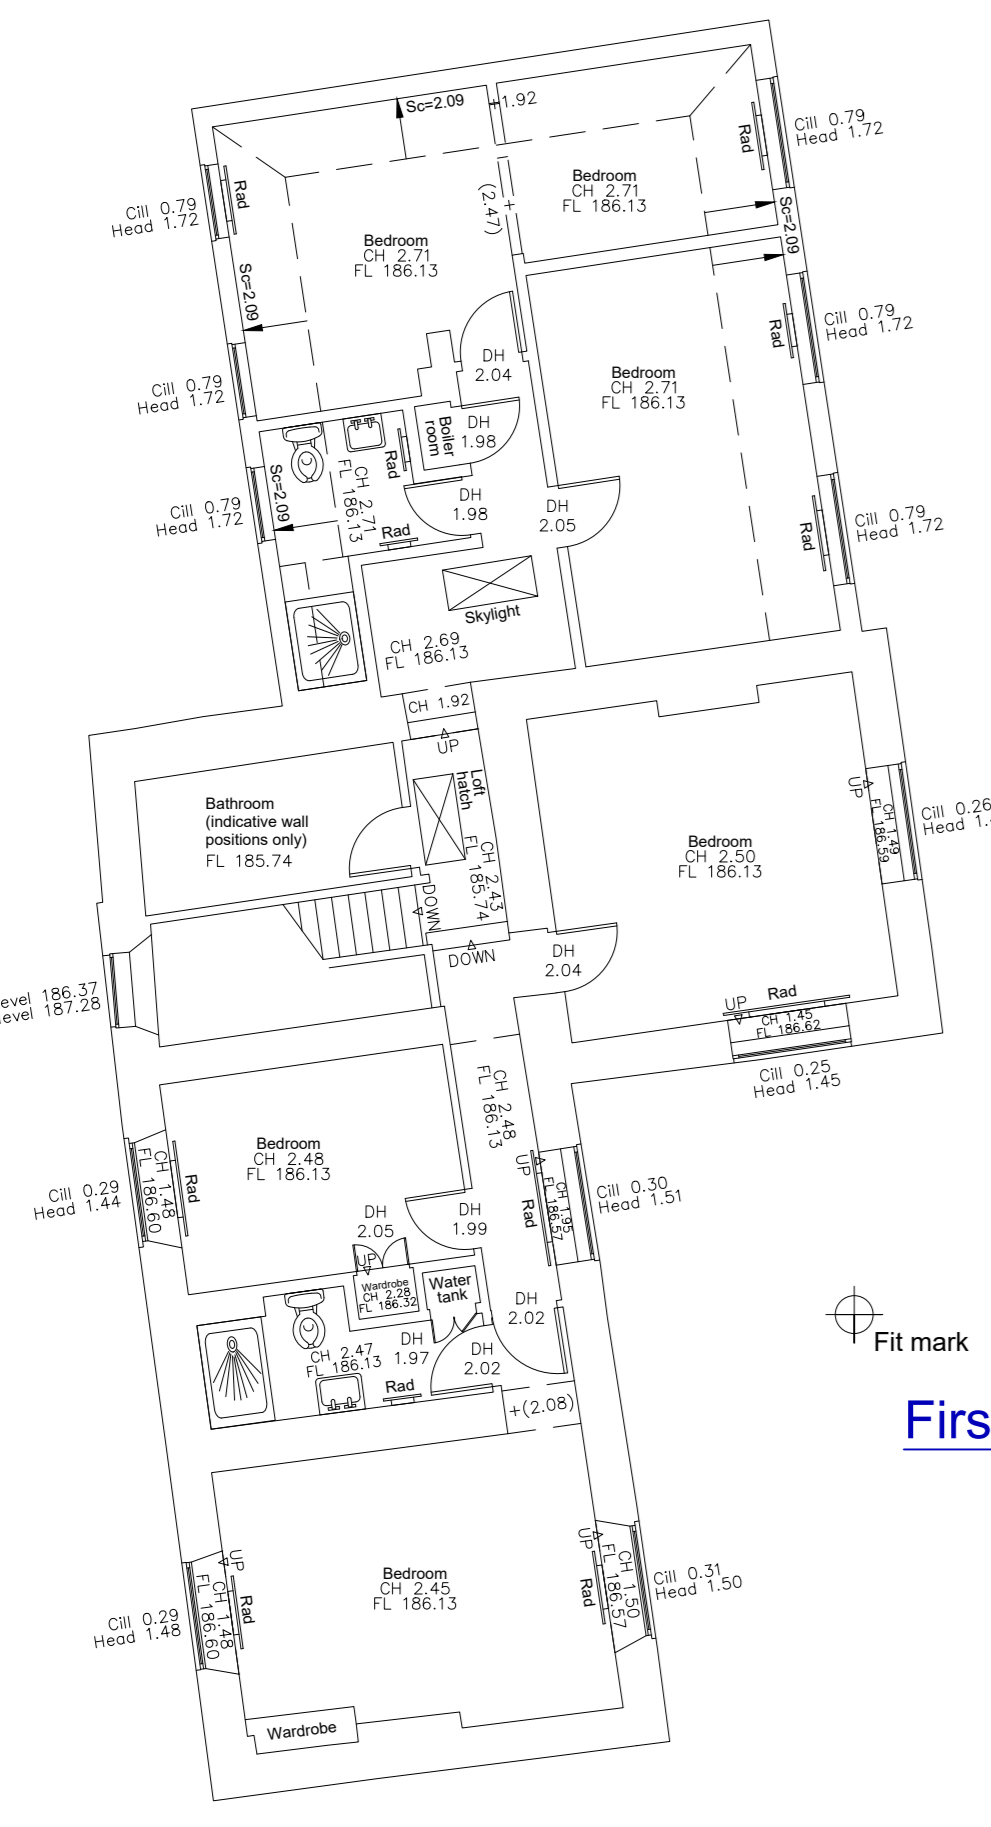 Sc=2.09
+1.92
Cill 0.79
Head 1.72
Rad
Bedroom
CH 2.71
FL 186.13
Rad
Cill 0.79
Head 1.72
+
(2.47)
Sc=2.09
Bedroom
CH 2.71
FL 186.13
Sc=2.09
Cill 0.79
Head 1.72
Rad
DH
2.04
Bedroom
CH 2.71
FL 186.13
Cill 0.79
Head 1.72
Boiler
room
DH
1.98
Rad
CH 2.71
FL 186.13
Sc=2.09
Cill 0.79
Head 1.72
DH
1.98
DH
2.05
Rad
Rad
Cill 0.79
Head 1.72
Skylight
CH 2.69
FL 186.13
CH 1.92
UP
Loft
hatch
Bathroom
(indicative wall
positions only)
FL 185.74
CH 2.43
FL 185.74
Bedroom
CH 2.50
FL 186.13
UP
CH 1.49
FL 186.59
Cill 0.26
Head 1.
DOWN
DOWN
DH
2.04
evel 186.37
evel 187.28
Rad
UP
CH 1.45
FL 186.62
Cill 0.25
Head 1.45
CH 2.48
FL 186.13
Bedroom
CH 2.48
FL 186.13
Cill 0.29
Head 1.44
CH 1.48
FL 186.60
Rad
UP
Rad
CH 1.95
FL 186.57
Cill 0.30
Head 1.51
DH
2.05
DH
1.99
UP
Wardrobe
CH 2.28
FL 186.32
Water
tank
DH
2.02
CH 2.47
FL 186.13
DH
1.97
DH
2.02
Rad
+(2.08)
Fit mark
Firs
Bedroom
CH 2.45
FL 186.13
UP
CH 1.48
FL 186.60
Rad
Cill 0.29
Head 1.48
UP
Rad
CH 1.50
FL 186.57
Cill 0.31
Head 1.50
Wardrobe